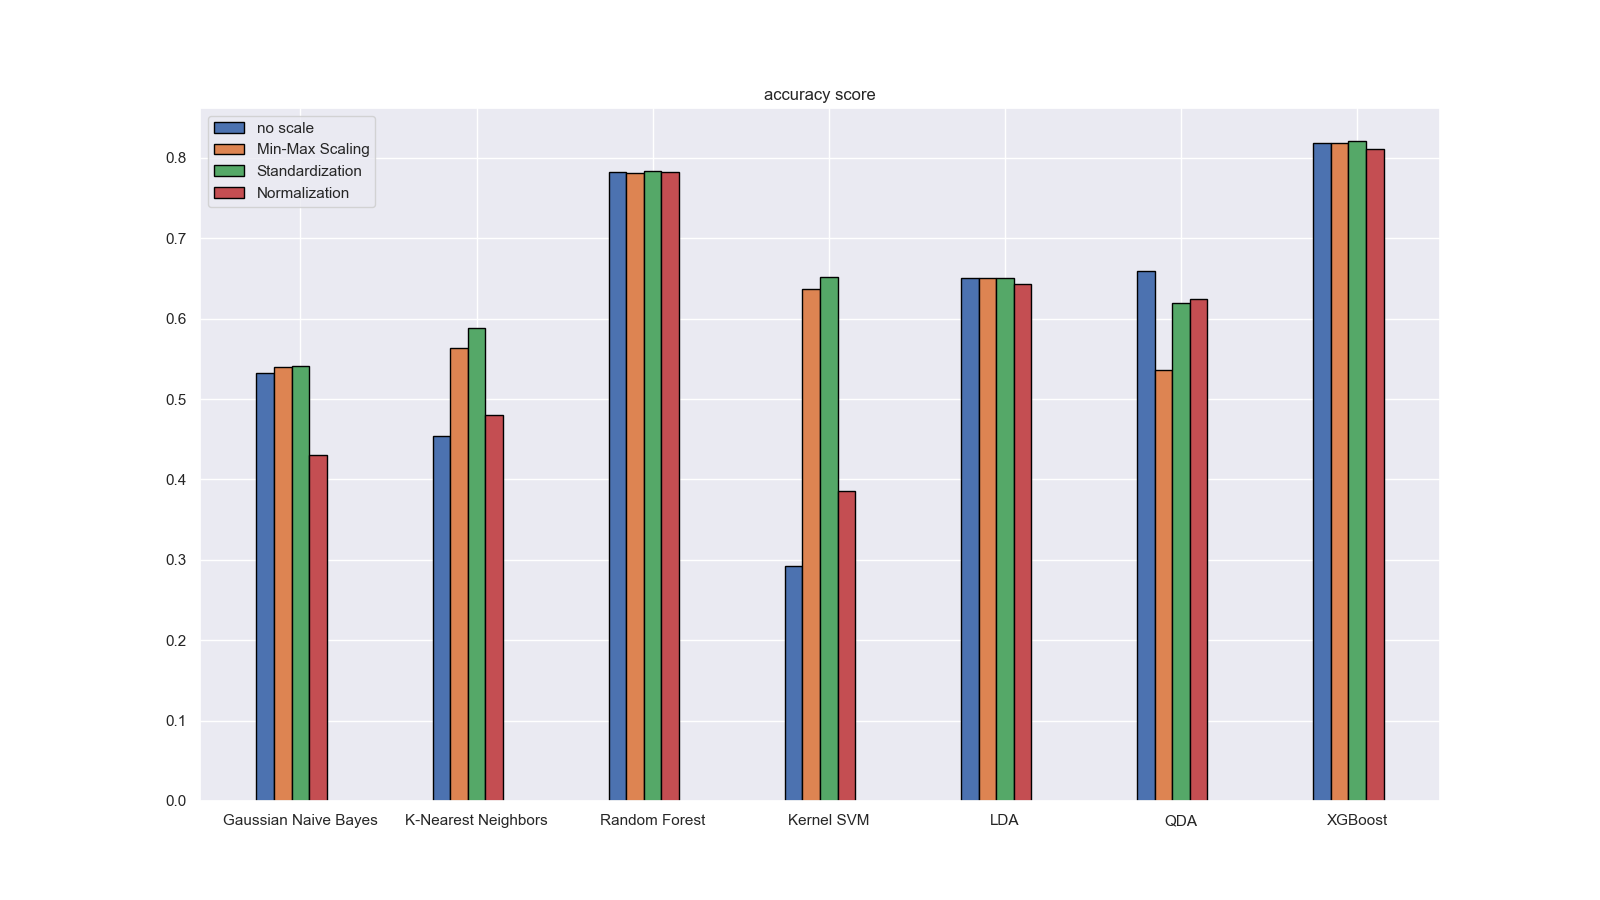 accuracy score
no scale
Min-Max Scaling
Standardization
Normalization
0.8
0.7
0.6
0.5
0.4
0.3
0.2
0.1
0.0
Gaussian Naive Bayes K-Nearest Neighbors Random Forest Kernel SVM LDA QDA XGBoost